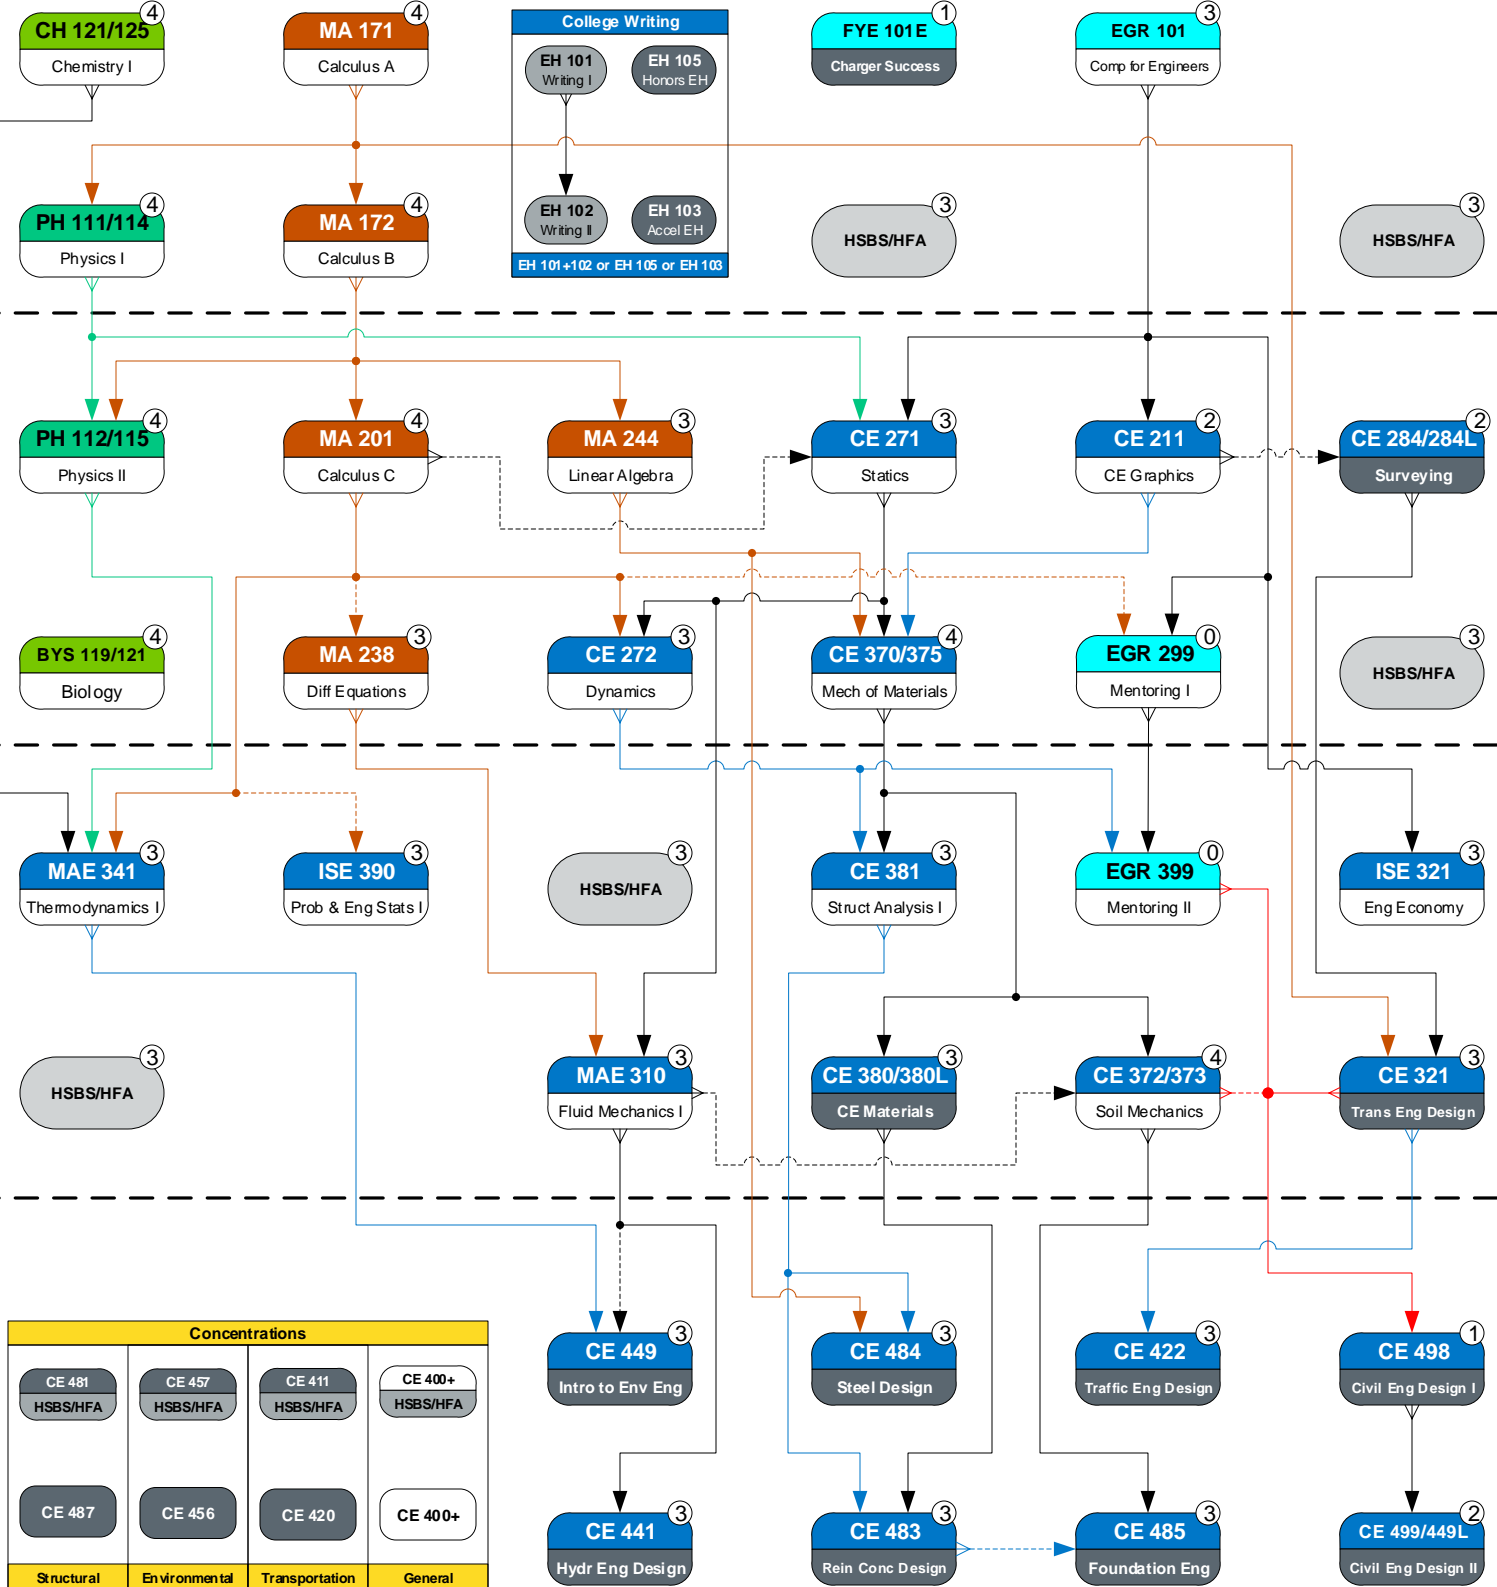 4
CH 121/125
Chemistry I
4
MA 171
Calculus A
College Writing
EH 101
Writing I
EH 105
Honors EH
EH 102
Writing II
EH 103
Accel EH
EH 101+102 or EH 105 or EH 103
1
FYE 101E
Charger Success
3
EGR 101
Comp for Engineers
4
PH 111/114
Physics I
4
MA 172
Calculus B
3
HSBS/HFA
3
HSBS/HFA
4
PH 112/115
Physics II
4
MA 201
Calculus C
3
MA 244
Linear Algebra
3
CE 271
Statics
2
CE 211
CE Graphics
2
CE 284/284L
Surveying
4
BYS 119/121
Biology
3
MA 238
Diff Equations
3
CE 272
Dynamics
4
CE 370/375
Mech of Materials
0
EGR 299
Mentoring I
3
HSBS/HFA
3
MAE 341
Thermodynamics I
3
ISE 390
Prob & Eng Stats I
3
HSBS/HFA
3
CE 381
Struct Analysis I
0
EGR 399
Mentoring II
3
ISE 321
Eng Economy
3
HSBS/HFA
3
MAE 310
Fluid Mechanics I
3
CE 380/380L
CE Materials
4
CE 372/373
Soil Mechanics
3
CE 321
Trans Eng Design
3
CE 449
Intro to Env Eng
3
CE 484
Steel Design
3
CE 422
Traffic Eng Design
1
CE 498
Civil Eng Design I
3
CE 441
Hydr Eng Design
3
CE 483
Rein Conc Design
3
CE 485
Foundation Eng
2
CE 499/449L
Civil Eng Design II
Concentrations
CE 481
HSBS/HFA
CE 457
HSBS/HFA
CE 411
HSBS/HFA
CE 400+
HSBS/HFA
CE 487
CE 456
CE 420
CE 400+
Structural
Environmental
Transportation
General